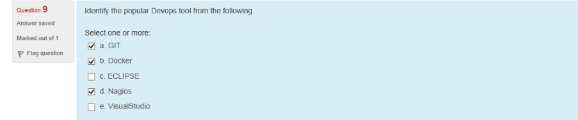 Question 9
Answer saved
Marked out of 1
Flag question
Identify the popular Devops tool from the following.
Select one or more:
a. GIT
b. Docker
c. ECLIPSE
d. Nagios
e. VisualStudio